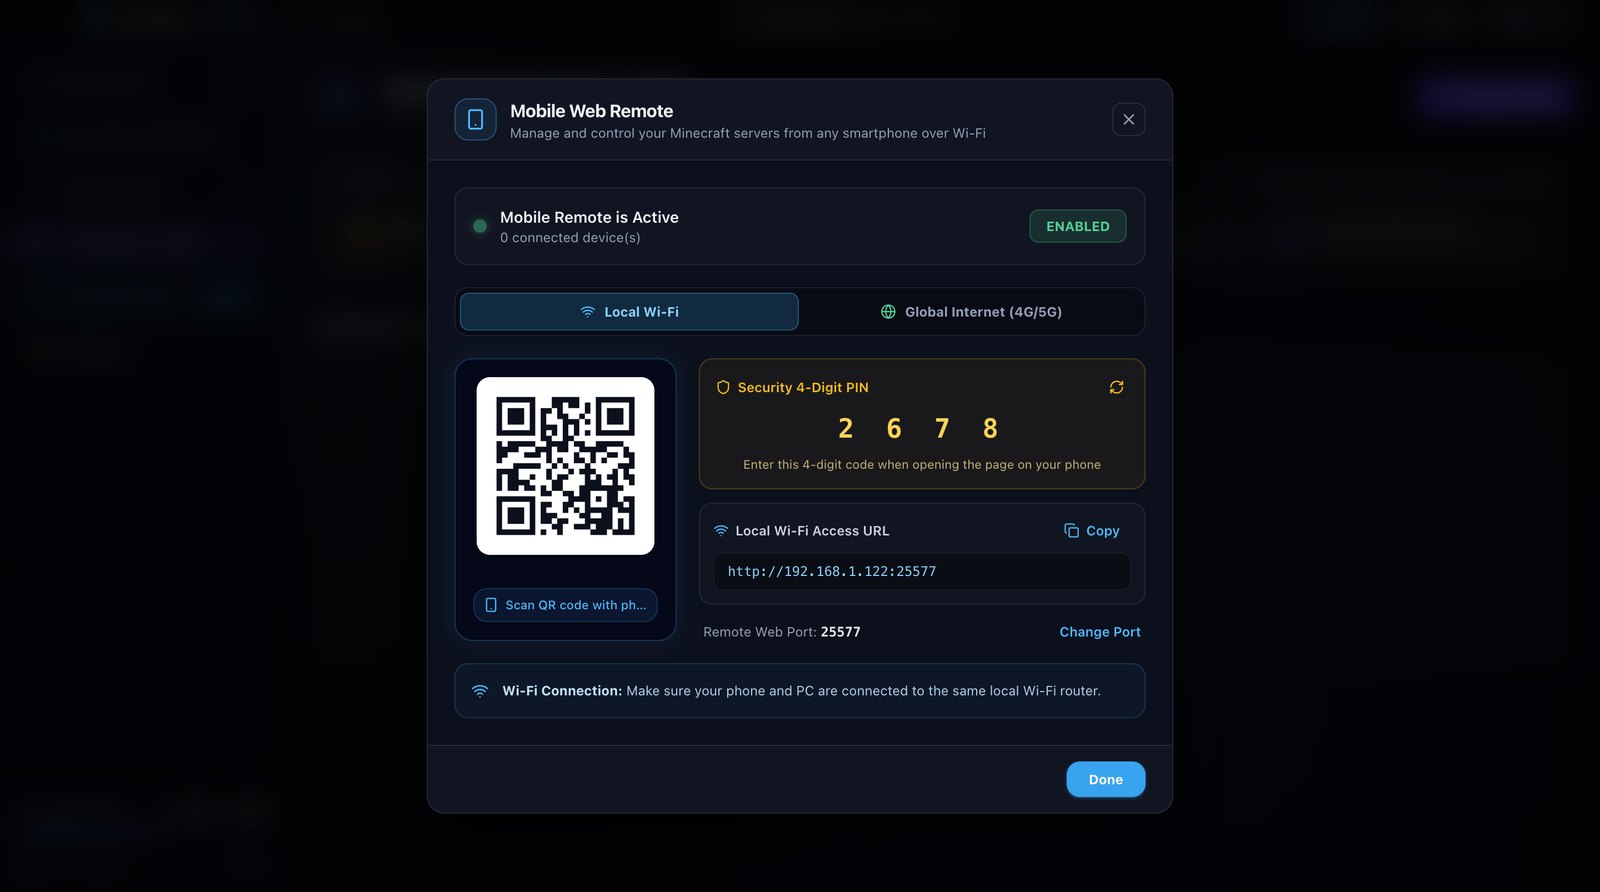 Mobile Web Remote
Manage and control your Minecraft servers from any smartphone over Wi-Fi
Mobile Remote is Active
0 connected device(s)
ENABLED
Local Wi-Fi
Global Internet (4G/5G)
Scan QR code with ph...
Security 4-Digit PIN
2 6 7 8
Enter this 4-digit code when opening the page on your phone
Local Wi-Fi Access URL
Copy
http://192.168.1.122:25577
Remote Web Port: 25577
Change Port
Wi-Fi Connection: Make sure your phone and PC are connected to the same local Wi-Fi router.
Done